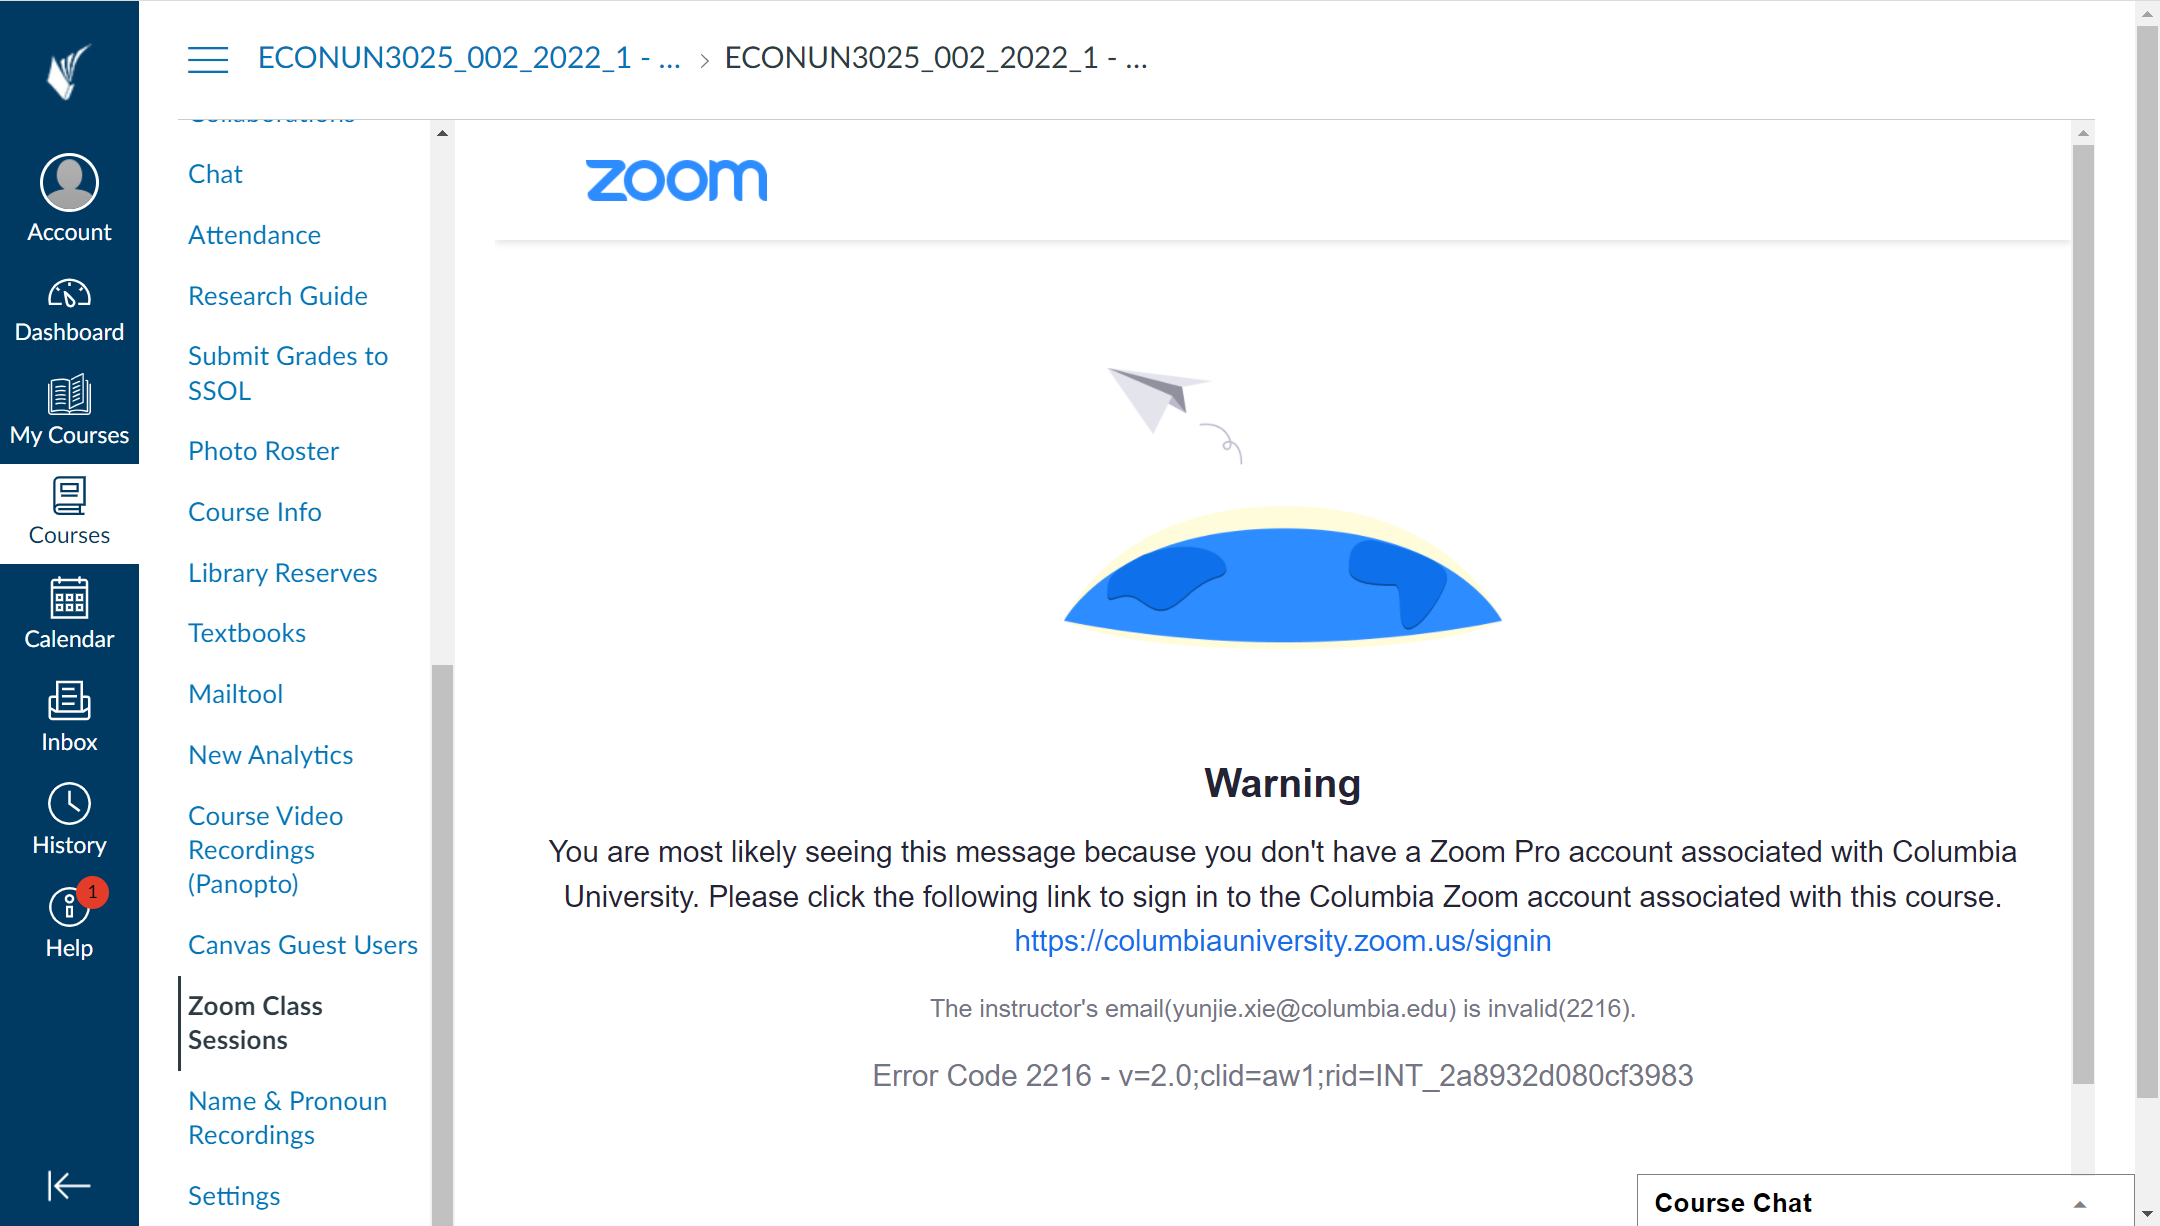 ECONUN3025_002_2022_1 - ...
ECONUN3025_002_2022_1 - ...
Account
Dashboard
My Courses
Courses
Calendar
Inbox
History
1
Help
Collaborations
Chat
Attendance
Research Guide
Submit Grades to
SSOL
Photo Roster
Course Info
Library Reserves
Textbooks
Mailtool
New Analytics
Course Video
Recordings
(Panopto)
Canvas Guest Users
Zoom Class
Sessions
Name & Pronoun
Recordings
Settings
zoom
Warning
You are most likely seeing this message because you don't have a Zoom Pro account associated with Columbia
University. Please click the following link to sign in to the Columbia Zoom account associated with this course.
https://columbiauniversity.zoom.us/signin
The instructor's email(yunjie.xie@columbia.edu) is invalid(2216).
Error Code 2216 - v=2.0;clid=aw1;rid=INT_2a8932d080cf3983
Course Chat